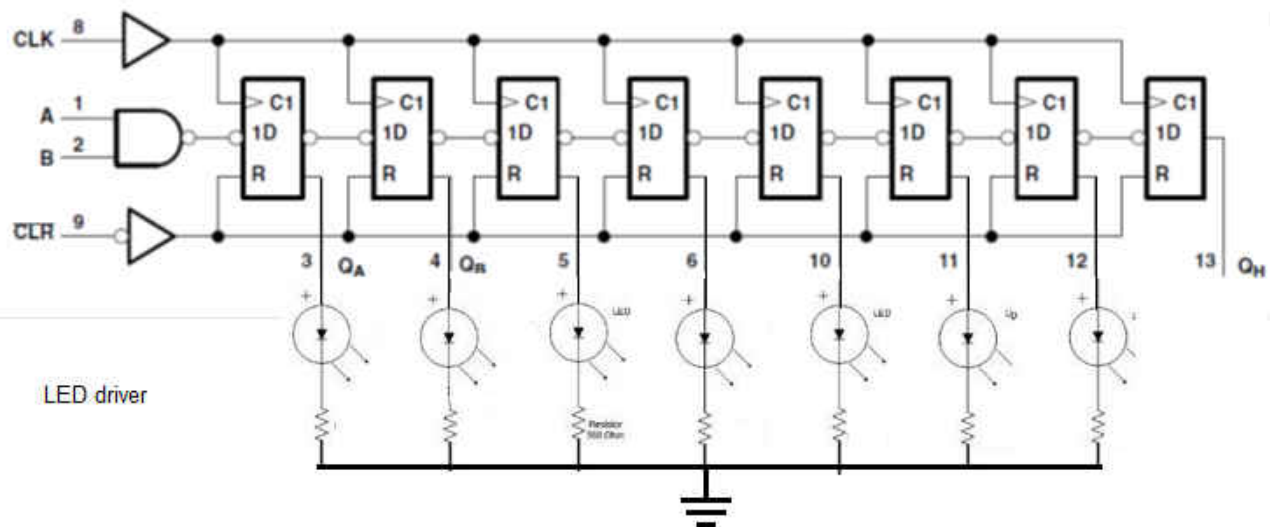 CLK 8
C1 C1 C1 C1 C1 C1 C1 C1
A 1
1D 1D 1D 1D 1D 1D 1D 1D
B 2
R R R R R R R R
CLR 9
3 QA 4 QB 5 6 10 11 12 13 QH
+ + + + + + +
LED LED
LED driver
Resistor